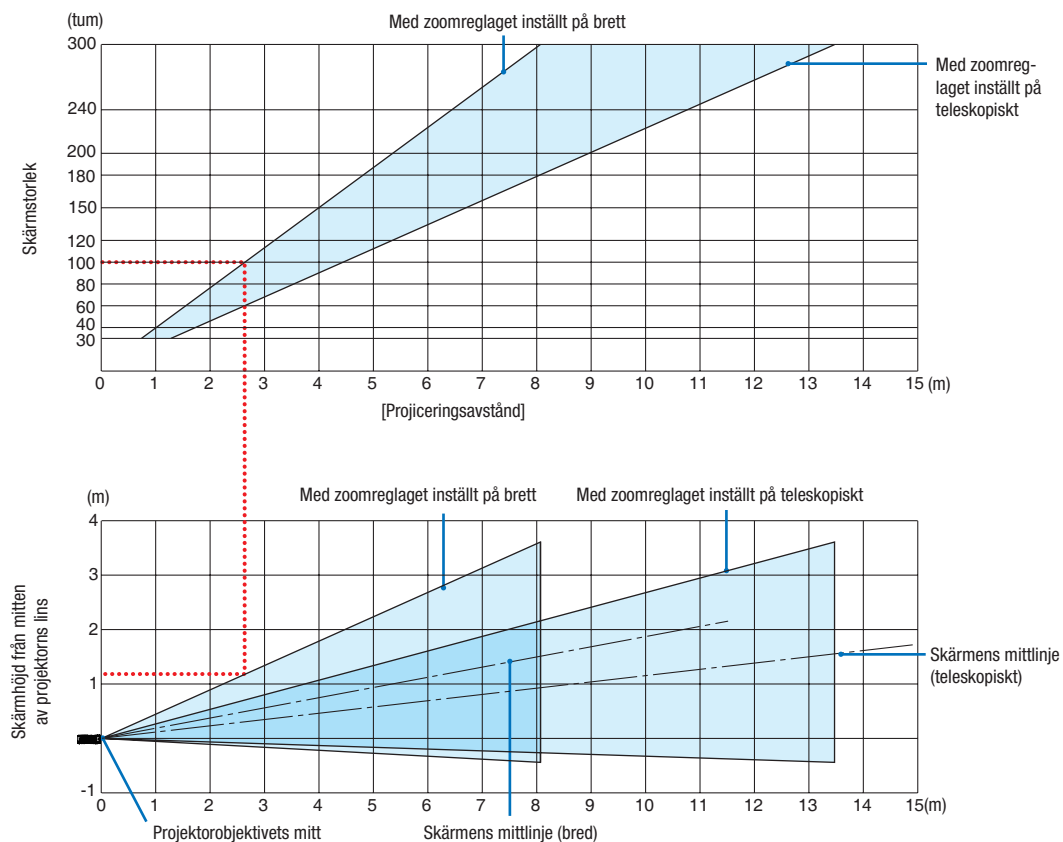 (tum)
Med zoomreglaget inställt på brett
300
240
200
180
150
120
100
80
60
40
30
Skärmstorlek
Med zoomreg-
laget inställt på
teleskopiskt
0 1 2 3 4 5 6 7 8 9 10 11 12 13 14 15 (m)
[Projiceringsavstånd]
(m)
Med zoomreglaget inställt på brett
Med zoomreglaget inställt på teleskopiskt
4
3
2
1
-1
Skärmhöjd från mitten
av projektorns lins
Skärmens mittlinje
(teleskopiskt)
0 1 2 3 4 5 6 7 8 9 10 11 12 13 14 15 (m)
Projektorobjektivets mitt
Skärmens mittlinje (bred)